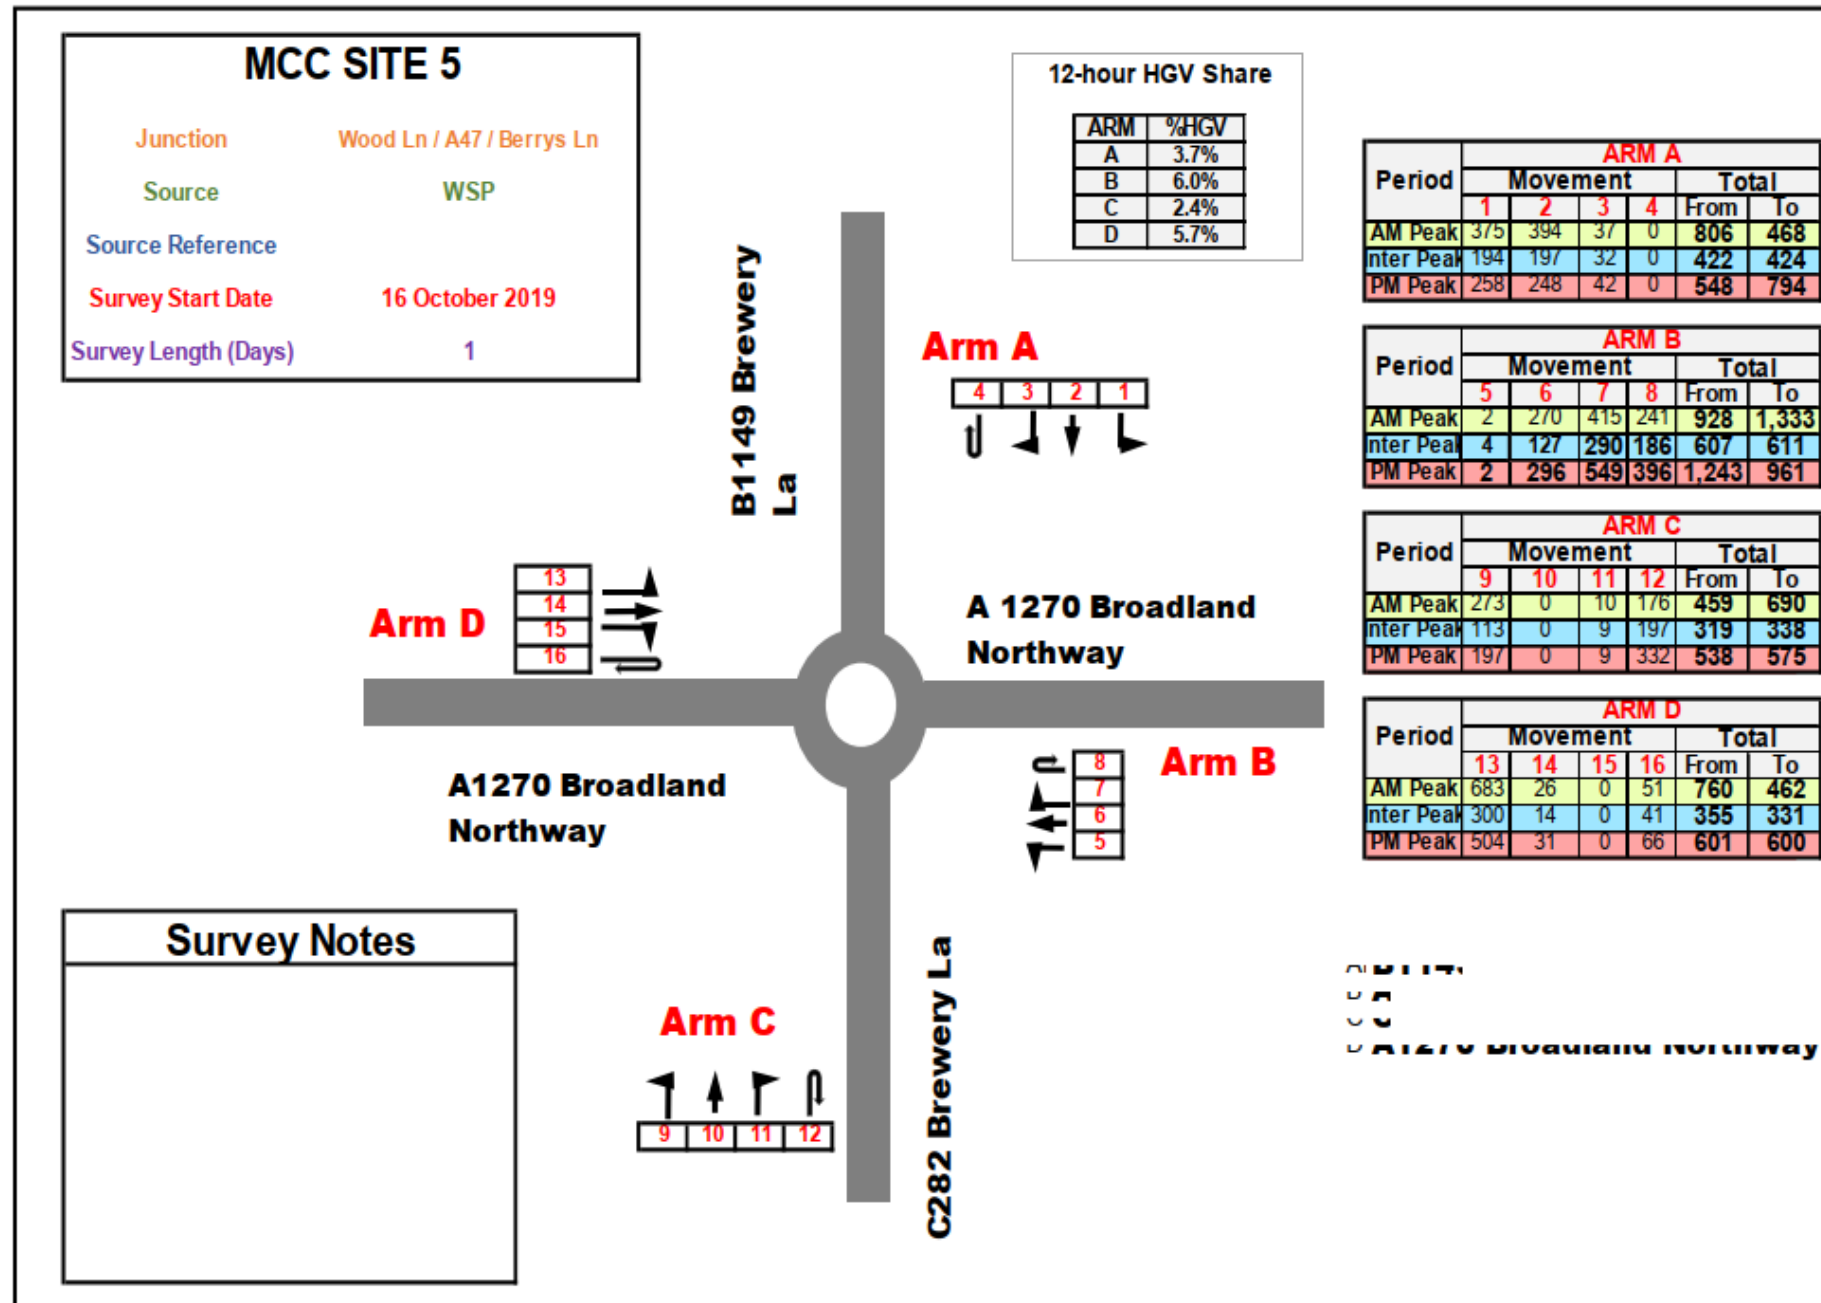 MCC SITE 5
Junction Wood Ln / A47 / Berrys Ln
Source WSP
Source Reference
Survey Start Date 16 October 2019
Survey Length (Days) 1
12-hour HGV Share
ARM %HGV
A 3.7%
B 6.0%
C 2.4%
D 5.7%
B1149 Brewery
La
Arm A
4 3 2 1
13
14
15
16
Arm D
A 1270 Broadland
Northway
A1270 Broadland
Northway
Arm B
8
7
6
5
Survey Notes
Arm C
9 10 11 12
C282 Brewery La
ARM A
Period Movement Total
1 2 3 4 From To
AM Peak 375 394 37 0 806 468
nter Peak 194 197 32 0 422 424
PM Peak 258 248 42 0 548 794
ARM B
Period Movement Total
5 6 7 8 From To
AM Peak 2 270 415 241 928 1,333
nter Peak 4 127 290 186 607 611
PM Peak 2 296 549 396 1,243 961
ARM C
Period Movement Total
9 10 11 12 From To
AM Peak 273 0 10 176 459 690
nter Peak 113 0 9 197 319 338
PM Peak 197 0 9 332 538 575
ARM D
Period Movement Total
13 14 15 16 From To
AM Peak 683 26 0 51 760 462
nter Peak 300 14 0 41 355 331
PM Peak 504 31 0 66 601 600
A1270 Broadland Northway